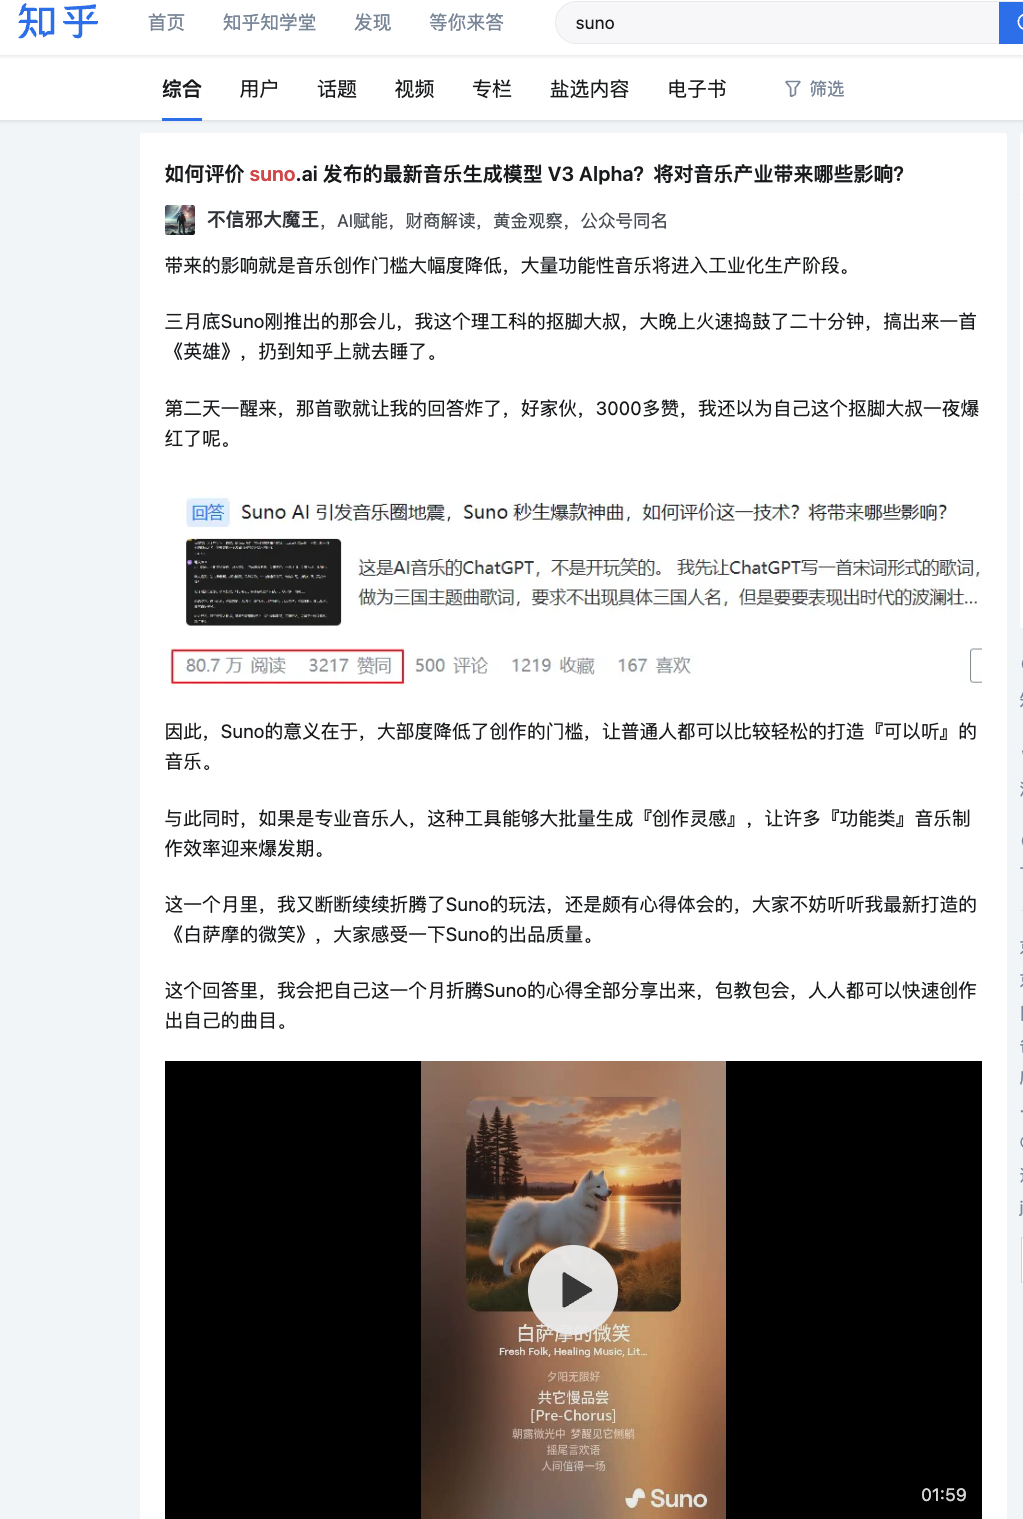 知乎 首页 知乎知学堂 发现 等你来答 suno
综合 用户 话题 视频 专栏 盐选内容 电子书 筛选
如何评价 suno.ai 发布的最新音乐生成模型 V3 Alpha？将对音乐产业带来哪些影响？
不信邪大魔王，AI赋能，财商解读，黄金观察，公众号同名
带来的影响就是音乐创作门槛大幅度降低，大量功能性音乐将进入工业化生产阶段。
三月底Suno刚推出的那会儿，我这个理工科的抠脚大叔，大晚上火速捣鼓了二十分钟，搞出来一首
《英雄》，扔到知乎上就去睡了。
第二天一醒来，那首歌就让我的回答炸了，好家伙，3000多赞，我还以为自己这个抠脚大叔一夜爆
红了呢。
回答 Suno AI 引发音乐圈地震，Suno 秒生爆款神曲，如何评价这一技术？将带来哪些影响？
这是AI音乐的ChatGPT，不是开玩笑的。 我先让ChatGPT写一首宋词形式的歌词，
做为三国主题曲歌词，要求不出现具体三国人名，但是要要表现出时代的波澜壮...
80.7 万 阅读 3217 赞同 500 评论 1219 收藏 167 喜欢
因此，Suno的意义在于，大部度降低了创作的门槛，让普通人都可以比较轻松的打造『可以听』的
音乐。
与此同时，如果是专业音乐人，这种工具能够大批量生成『创作灵感』，让许多『功能类』音乐制
作效率迎来爆发期。
这一个月里，我又断断续续折腾了Suno的玩法，还是颇有心得体会的，大家不妨听听我最新打造的
《白萨摩的微笑》，大家感受一下Suno的出品质量。
这个回答里，我会把自己这一个月折腾Suno的心得全部分享出来，包教包会，人人都可以快速创作
出自己的曲目。
白萨摩的微笑
Fresh Folk, Healing Music, Lit...
夕阳无限好
共它慢品尝
[Pre-Chorus]
朝露微光中 梦醒见它侧躺
摇尾言欢语
人间值得一场
Suno
01:59